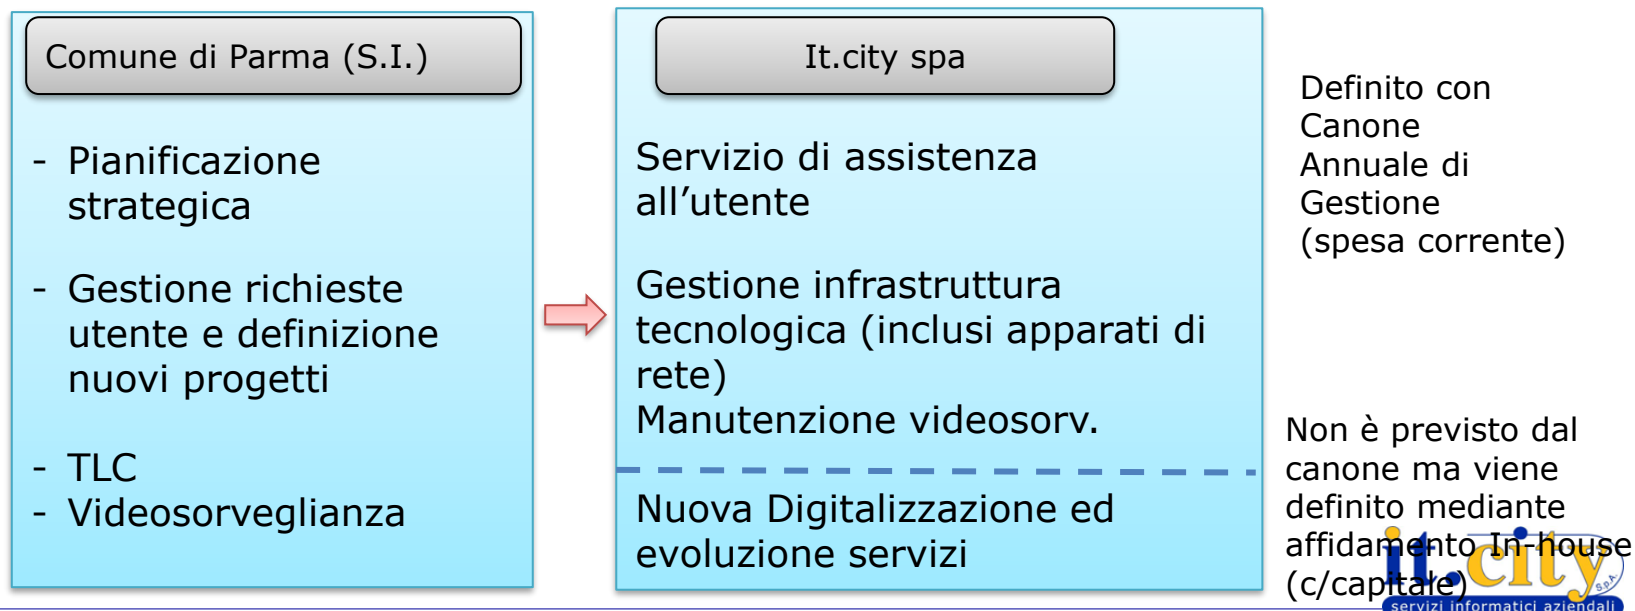 Comune di Parma (S.I.)
- Pianificazione
strategica
- Gestione richieste
utente e definizione
nuovi progetti
- TLC
- Videosorveglianza
It.city spa
Servizio di assistenza
all’utente
Gestione infrastruttura
tecnologica (inclusi apparati di
rete)
Manutenzione videosorv.
Nuova Digitalizzazione ed
evoluzione servizi
Definito con
Canone
Annuale di
Gestione
(spesa corrente)
Non è previsto dal
canone ma viene
definito mediante
affidamento In-house
(c/capitale)
it.city
S.p.A.
servizi informatici aziendali